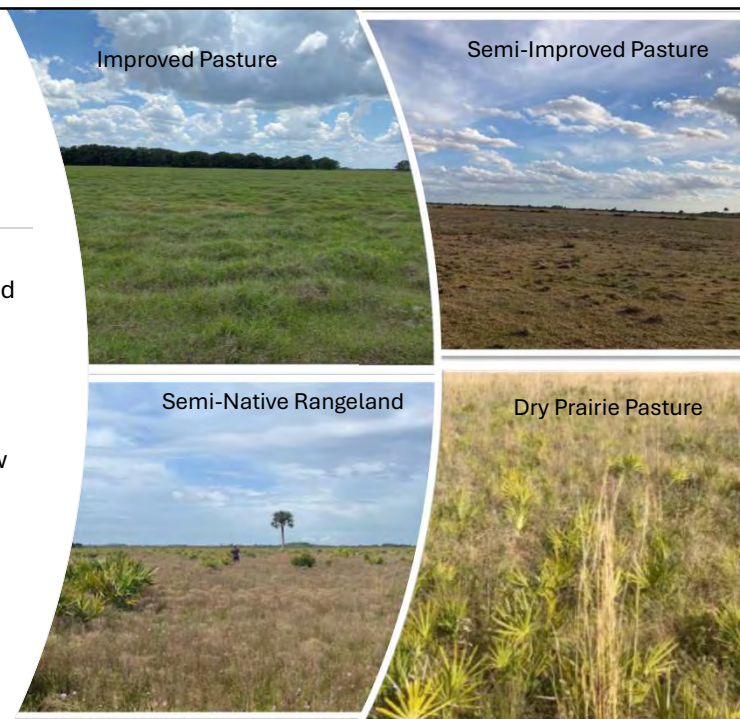 Improved Pasture
Semi-Improved Pasture
d
Semi-Native Rangeland
Dry Prairie Pasture